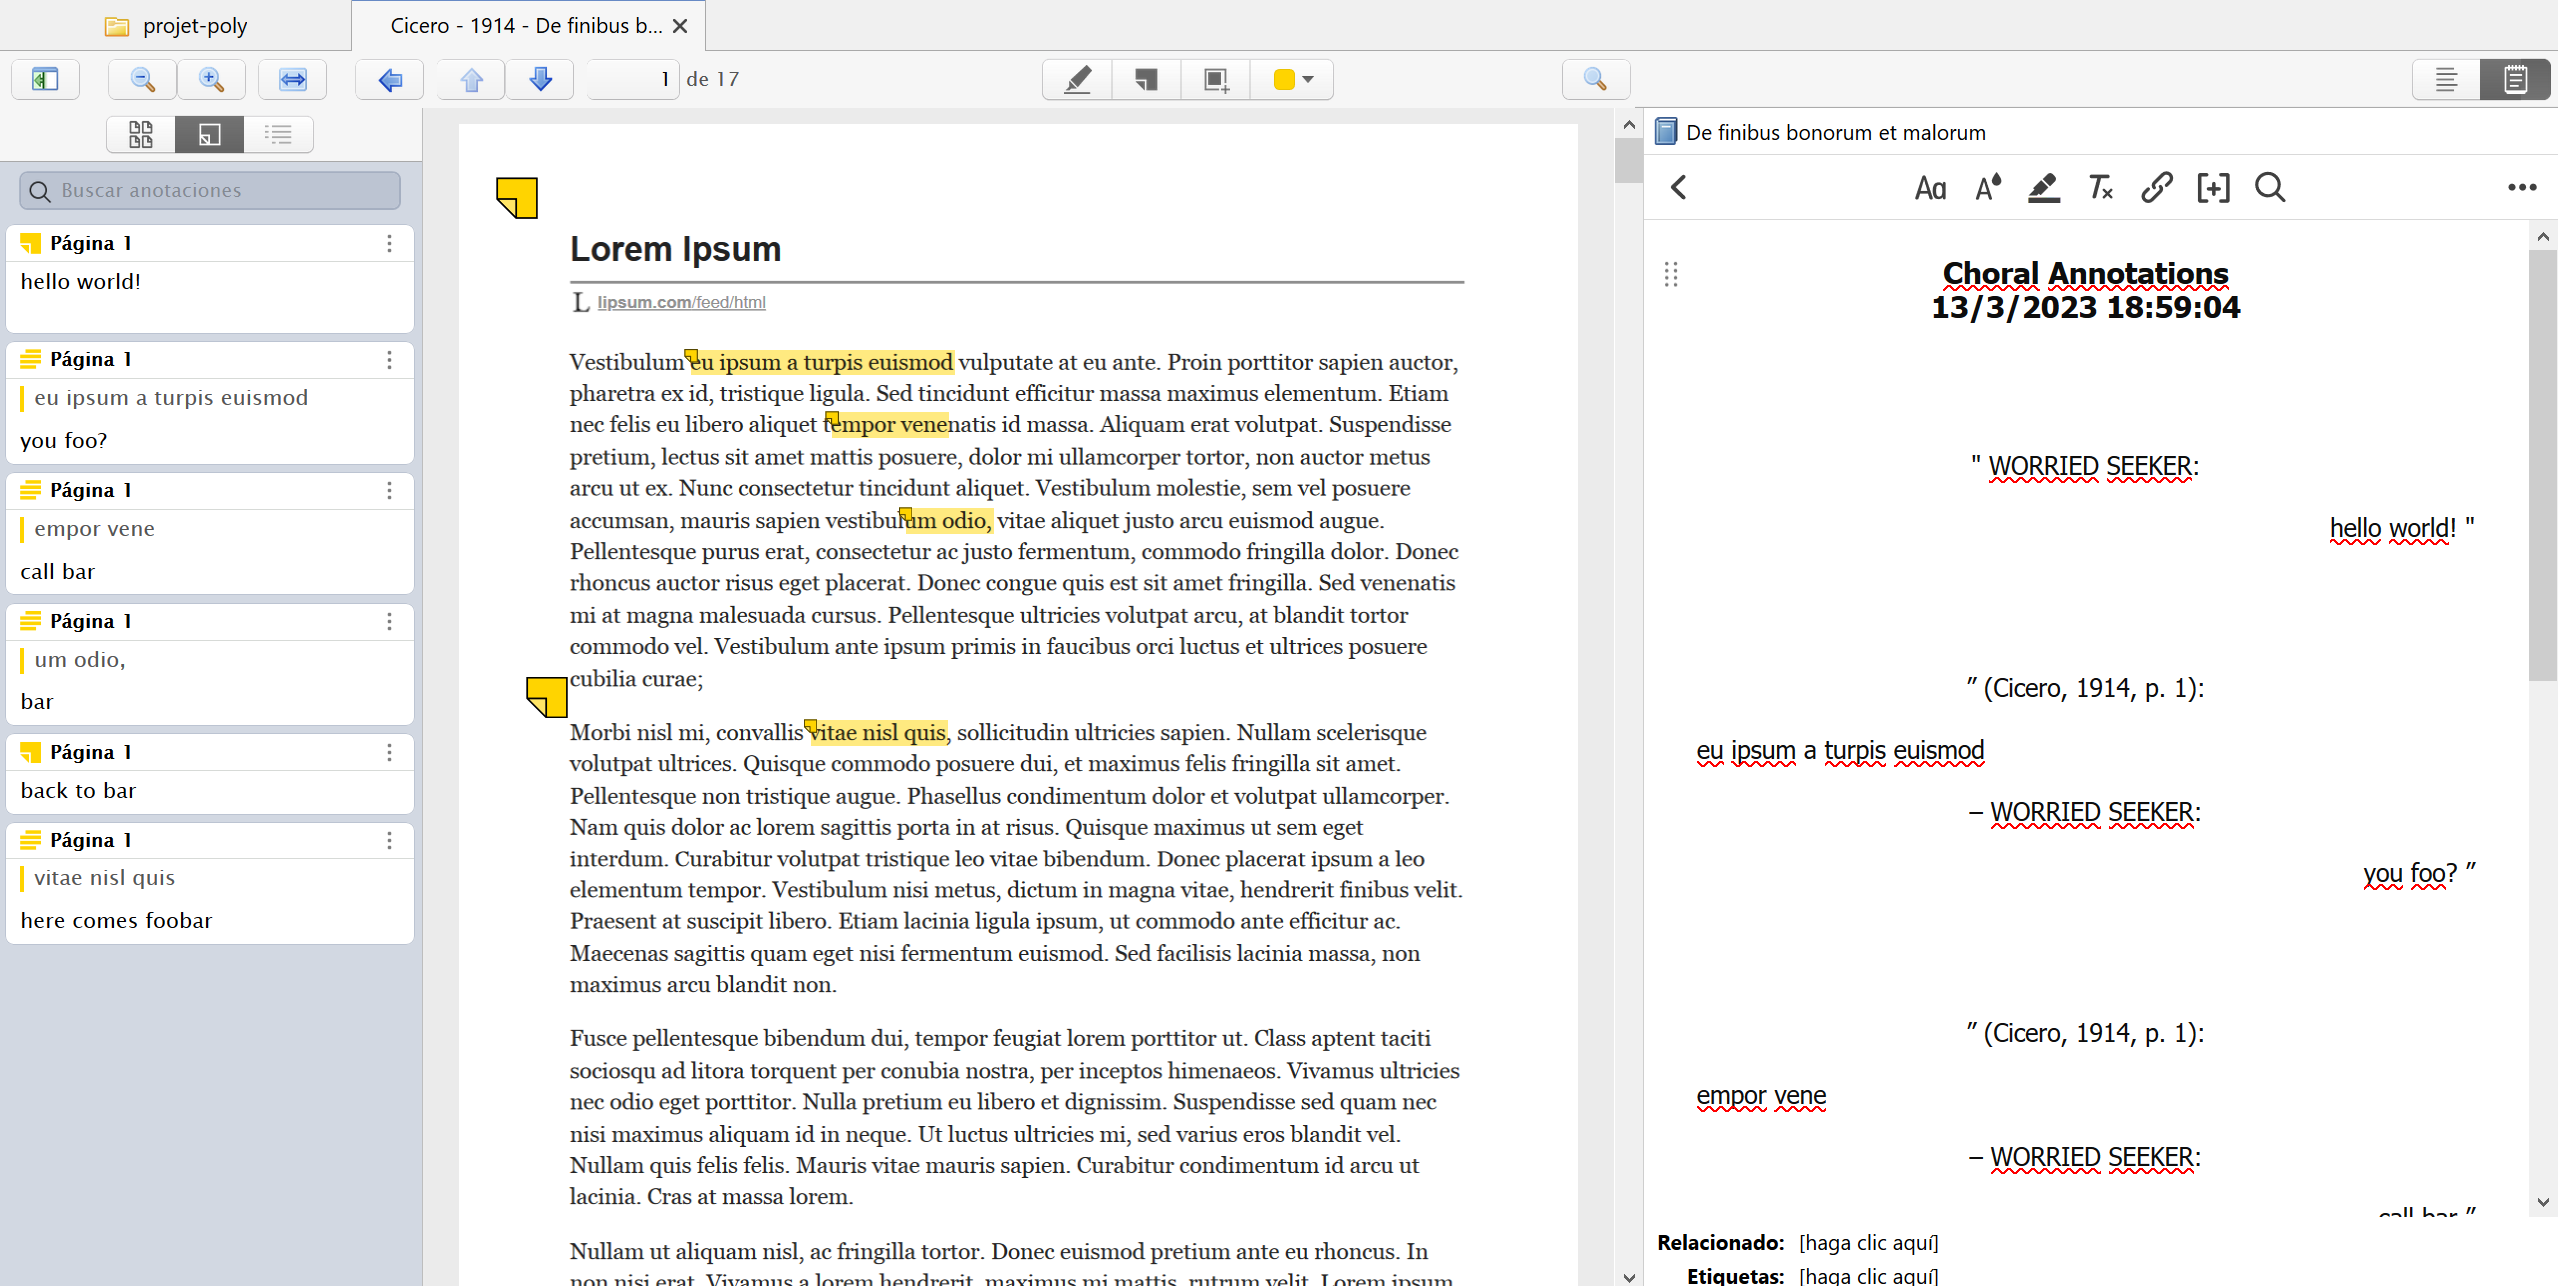 projet-poly
Cicero - 1914 - De finibus b...
1 de 17
Buscar anotaciones
Página 1
hello world!
Página 1
eu ipsum a turpis euismod
you foo?
Página 1
empor vene
call bar
Página 1
um odio,
bar
Página 1
back to bar
Página 1
vitae nisl quis
here comes foobar
Lorem Ipsum
L lipsum.com/feed/html
Vestibulum eu ipsum a turpis euismod vulputate at eu ante. Proin porttitor sapien auctor,
pharetra ex id, tristique ligula. Sed tincidunt efficitur massa maximus elementum. Etiam
nec felis eu libero aliquet tempor venenatis id massa. Aliquam erat volutpat. Suspendisse
pretium, lectus sit amet mattis posuere, dolor mi ullamcorper tortor, non auctor metus
arcu ut ex. Nunc consectetur tincidunt aliquet. Vestibulum molestie, sem vel posuere
accumsan, mauris sapien vestibulum odio, vitae aliquet justo arcu euismod augue.
Pellentesque purus erat, consectetur ac justo fermentum, commodo fringilla dolor. Donec
rhoncus auctor risus eget placerat. Donec congue quis est sit amet fringilla. Sed venenatis
mi at magna malesuada cursus. Pellentesque ultricies volutpat arcu, at blandit tortor
commodo vel. Vestibulum ante ipsum primis in faucibus orci luctus et ultrices posuere
cubilia curae;
Morbi nisl mi, convallis vitae nisl quis, sollicitudin ultricies sapien. Nullam scelerisque
volutpat ultrices. Quisque commodo posuere dui, et maximus felis fringilla sit amet.
Pellentesque non tristique augue. Phasellus condimentum dolor et volutpat ullamcorper.
Nam quis dolor ac lorem sagittis porta in at risus. Quisque maximus ut sem eget
interdum. Curabitur volutpat tristique leo vitae bibendum. Donec placerat ipsum a leo
elementum tempor. Vestibulum nisi metus, dictum in magna vitae, hendrerit finibus velit.
Praesent at suscipit libero. Etiam lacinia ligula ipsum, ut commodo ante efficitur ac.
Maecenas sagittis quam eget nisi fermentum euismod. Sed facilisis lacinia massa, non
maximus arcu blandit non.
Fusce pellentesque bibendum dui, tempor feugiat lorem porttitor ut. Class aptent taciti
sociosqu ad litora torquent per conubia nostra, per inceptos himenaeos. Vivamus ultricies
nec odio eget porttitor. Nulla pretium eu libero et dignissim. Suspendisse sed quam nec
nisi maximus aliquam id in neque. Ut luctus ultricies mi, sed varius eros blandit vel.
Nullam quis felis felis. Mauris vitae mauris sapien. Curabitur condimentum id arcu ut
lacinia. Cras at massa lorem.
Nullam ut aliquam nisl, ac fringilla tortor. Donec euismod pretium ante eu rhoncus. In
non nisi erat. Vivamus a lorem hendrerit, maximus mi mattis, rutrum velit. Lorem ipsum
De finibus bonorum et malorum
Choral Annotations
13/3/2023 18:59:04
" WORRIED SEEKER:
hello world! "
” (Cicero, 1914, p. 1):
eu ipsum a turpis euismod
– WORRIED SEEKER:
you foo? ”
” (Cicero, 1914, p. 1):
empor vene
– WORRIED SEEKER:
call bar ”
Relacionado: [haga clic aquí]
Etiquetas: [haga clic aquí]